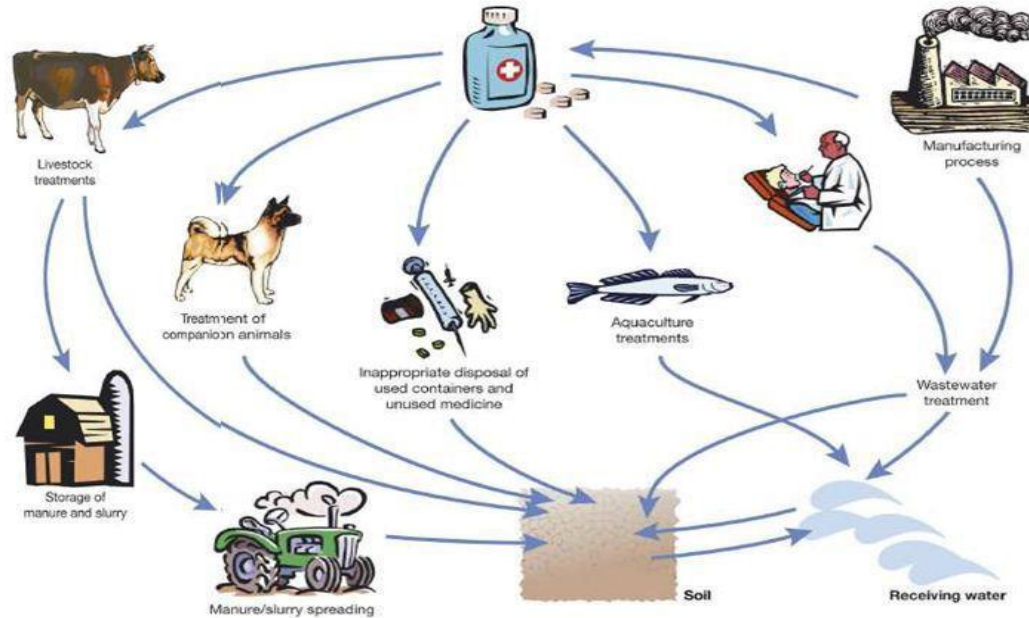 Livestock
treatments
Manufacturing
process
Treatment of
companion animals
Inappropriate disposal of
used containers and
unused medicine
Aquaculture
treatments
Wastewater
treatment
Storage of
manure and slurry
Manure/slurry spreading
Soil
Receiving water